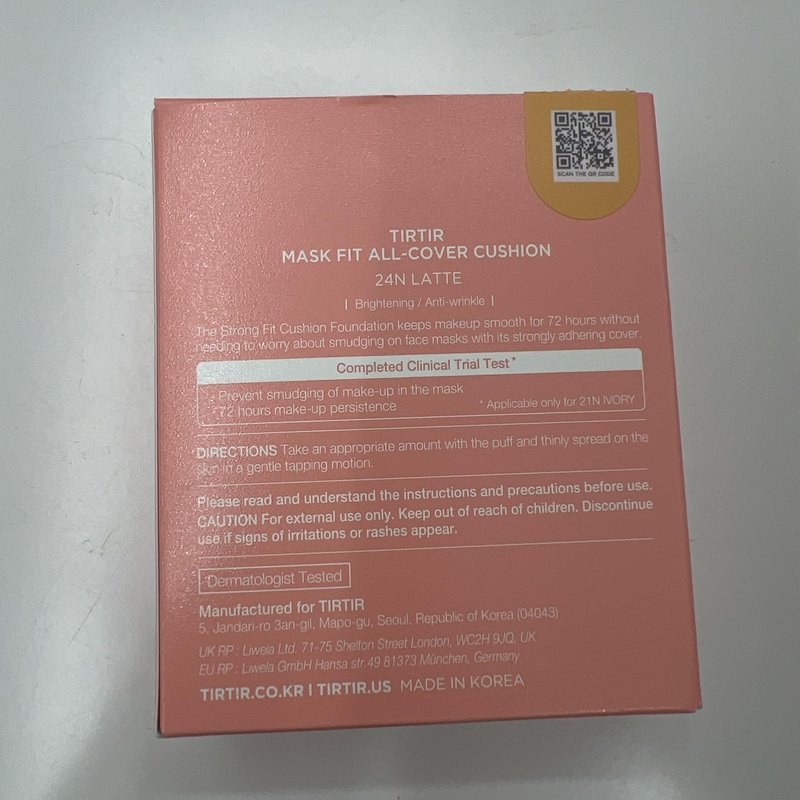 SCAN THE QR CODE
TIRTIR
MASK FIT ALL-COVER CUSHION
24N LATTE
| Brightening / Anti-wrinkle |
The Strong Fit Cushion Foundation keeps makeup smooth for 72 hours without
needing to worry about smudging on face masks with its strongly adhering cover.
Completed Clinical Trial Test*
· Prevent smudging of make-up in the mask
· 72 hours make-up persistence
* Applicable only for 21N IVORY
DIRECTIONS Take an appropriate amount with the puff and thinly spread on the
skin in a gentle tapping motion.
Please read and understand the instructions and precautions before use.
CAUTION For external use only. Keep out of reach of children. Discontinue
use if signs of irritations or rashes appear.
Dermatologist Tested
Manufactured for TIRTIR
5, Jandari-ro 3an-gil, Mapo-gu, Seoul, Republic of Korea (04043)
UK RP : Liwela Ltd. 71-75 Shelton Street London, WC2H 9JQ, UK
EU RP : Liwela GmbH Hansa str.49 81373 München, Germany
TIRTIR.CO.KR | TIRTIR.US MADE IN KOREA